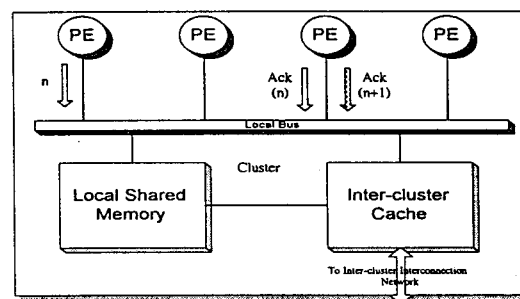 PE PE PE PE
n
Ack Ack
(n) (n+1)
Local Bus
Cluster
Local Shared Inter-cluster
Memory Cache
To Inter-cluster Interconnection
Network